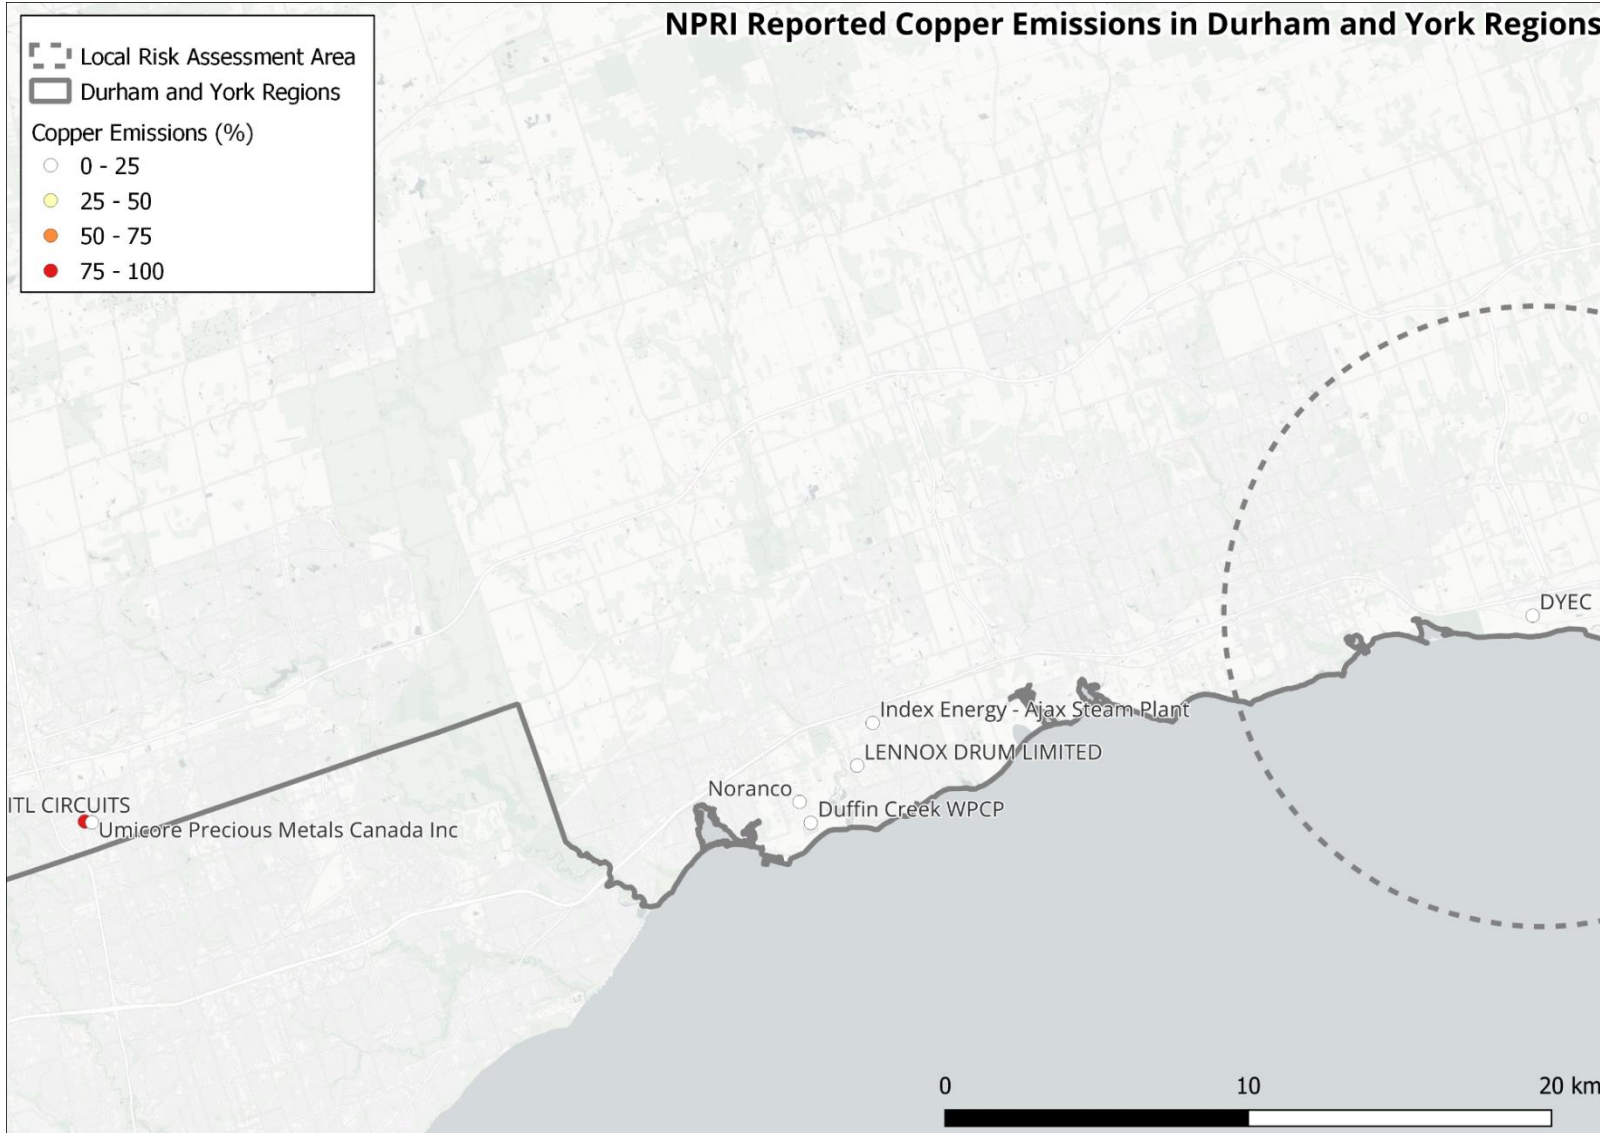 NPRI Reported Copper Emissions in Durham and York Regions
Local Risk Assessment Area
Durham and York Regions
Copper Emissions (%)
0 - 25
25 - 50
50 - 75
75 - 100
DYEC
Index Energy - Ajax Steam Plant
LENNOX DRUM LIMITED
Noranco
Duffin Creek WPCP
ITL CIRCUITS
Umicore Precious Metals Canada Inc
0 10 20 km